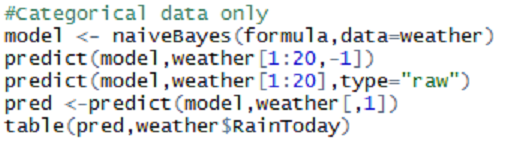 #Categorical data only
model <- naiveBayes(formula,data=weather)
predict(model,weather[1:20,-1])
predict(model,weather[1:20],type="raw")
pred <-predict(model,weather[,1])
table(pred,weather$RainToday)